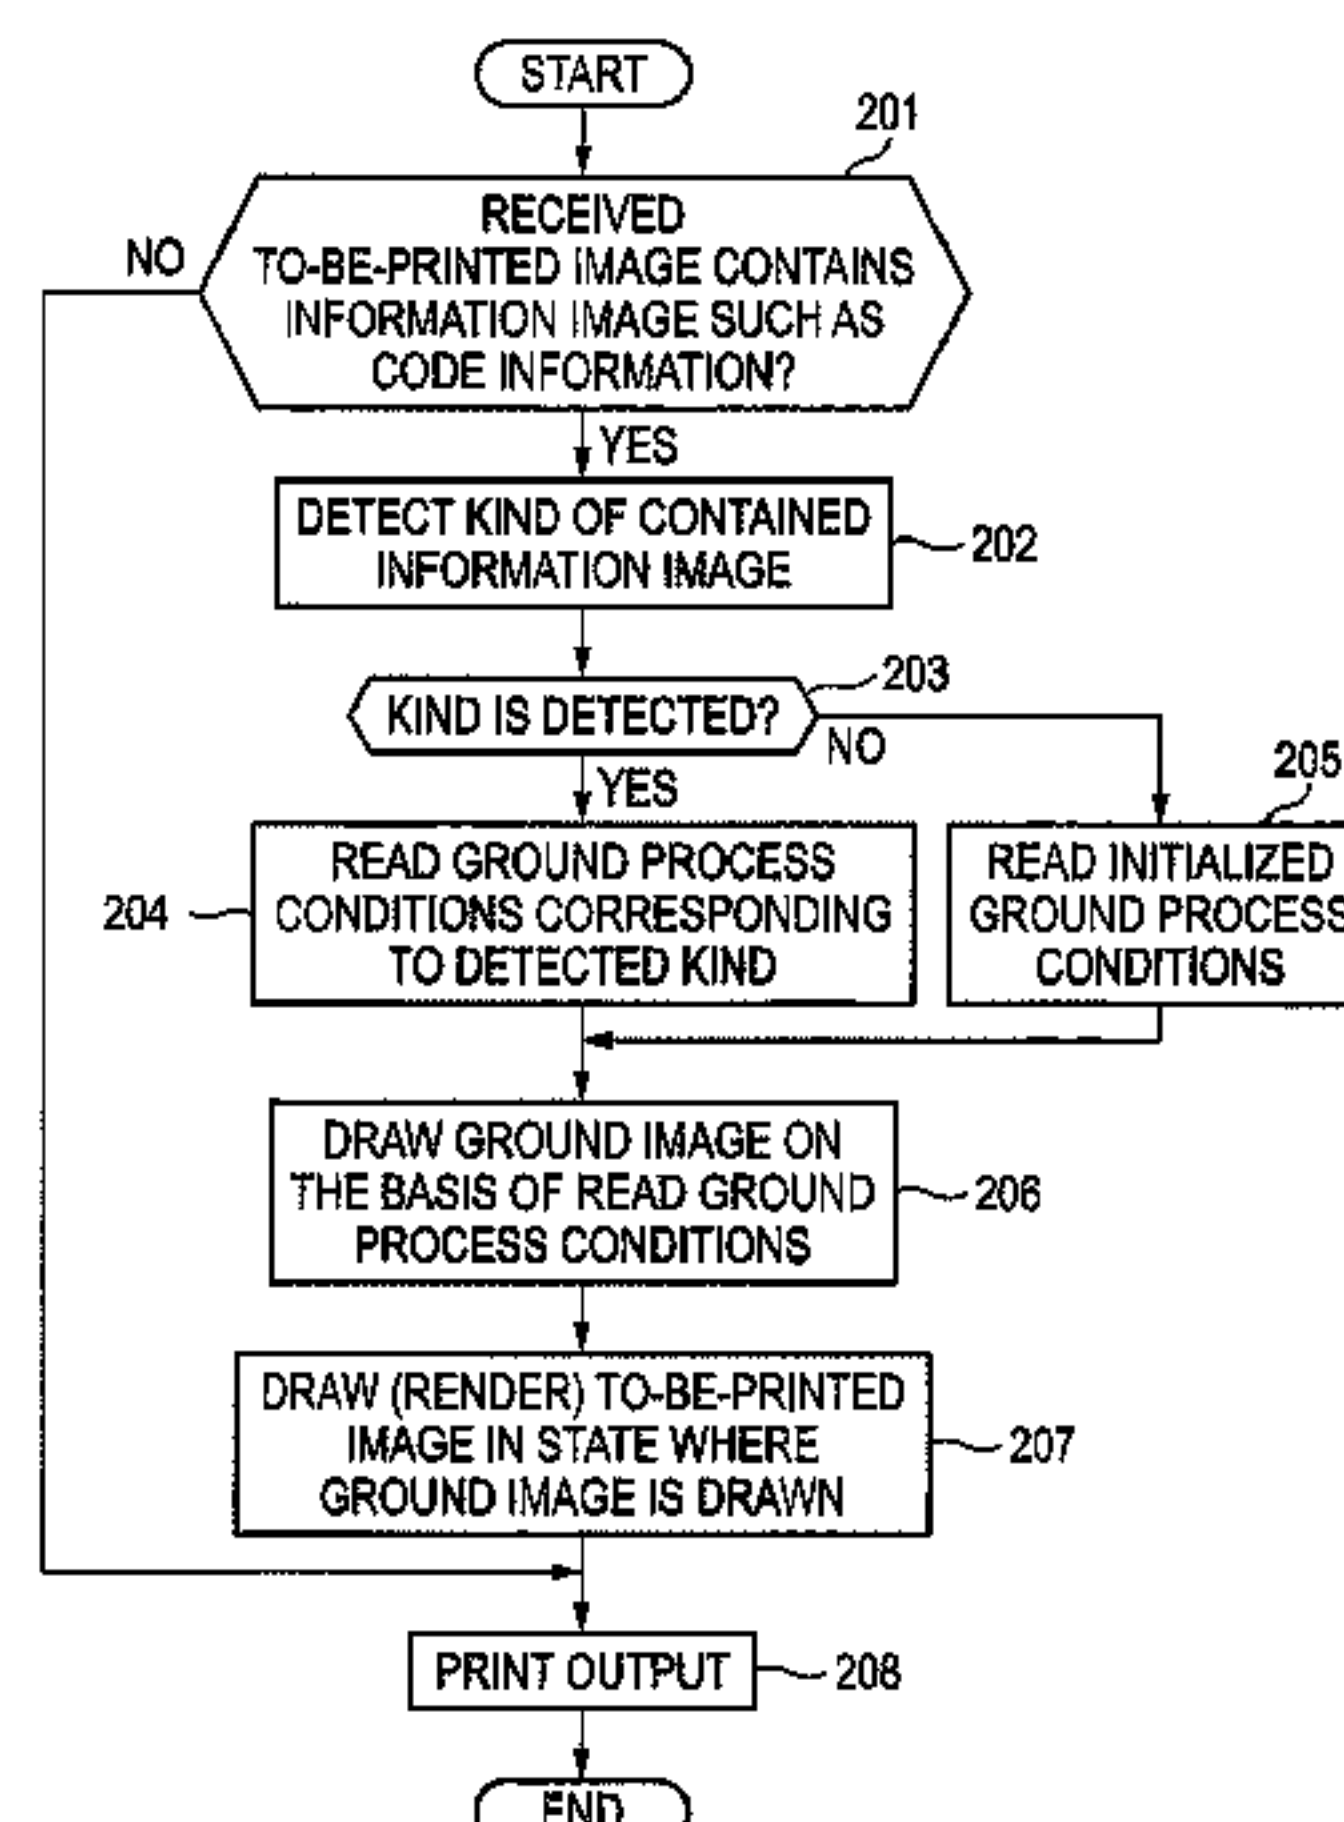 START
201
RECEIVED
TO-BE-PRINTED IMAGE CONTAINS
INFORMATION IMAGE SUCH AS
CODE INFORMATION?
NO
YES
DETECT KIND OF CONTAINED
INFORMATION IMAGE
202
KIND IS DETECTED?
203
NO
YES
205
READ GROUND PROCESS
CONDITIONS CORRESPONDING
TO DETECTED KIND
204
READ INITIALIZED
GROUND PROCESS
CONDITIONS
DRAW GROUND IMAGE ON
THE BASIS OF READ GROUND
PROCESS CONDITIONS
206
DRAW (RENDER) TO-BE-PRINTED
IMAGE IN STATE WHERE
GROUND IMAGE IS DRAWN
207
PRINT OUTPUT
208
END